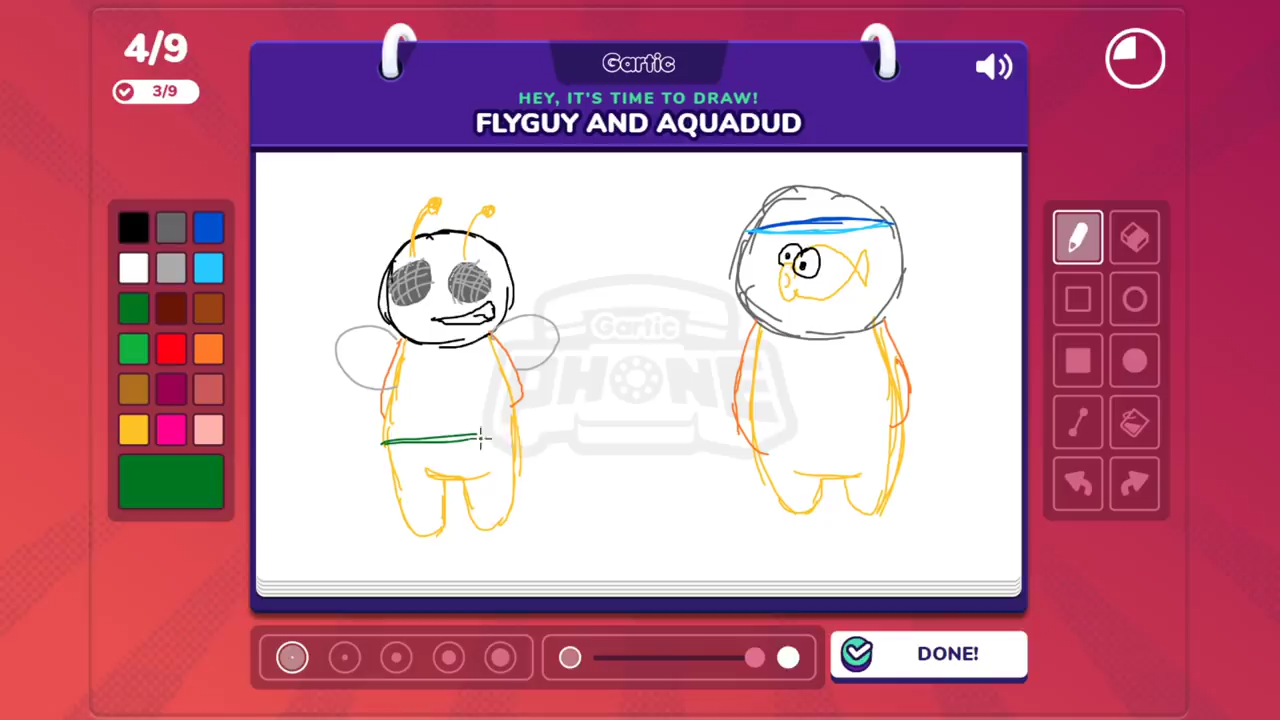 4/9
3/9
Gartic
HEY, IT'S TIME TO DRAW!
FLYGUY AND AQUADUD
Gartic
PHONE
DONE!